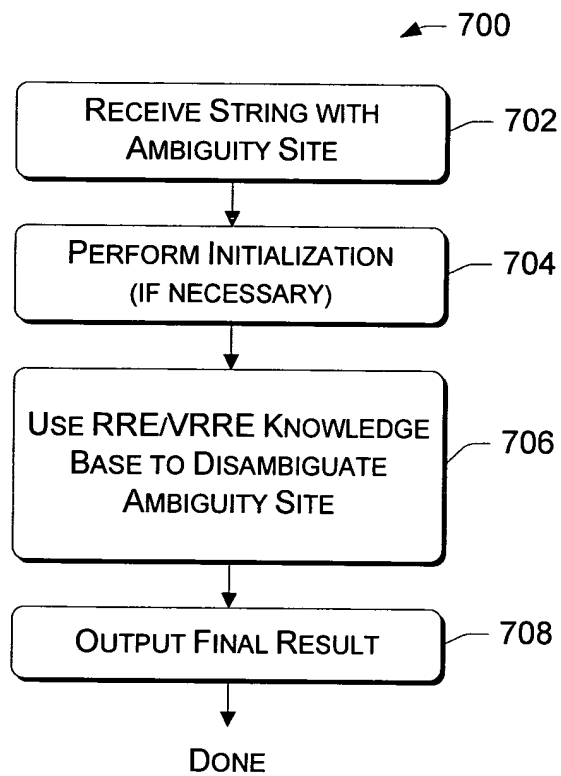 700
RECEIVE STRING WITH
AMBIGUITY SITE
702
PERFORM INITIALIZATION
(IF NECESSARY)
704
USE RRE/VRRE KNOWLEDGE
BASE TO DISAMBIGUATE
AMBIGUITY SITE
706
OUTPUT FINAL RESULT
708
DONE